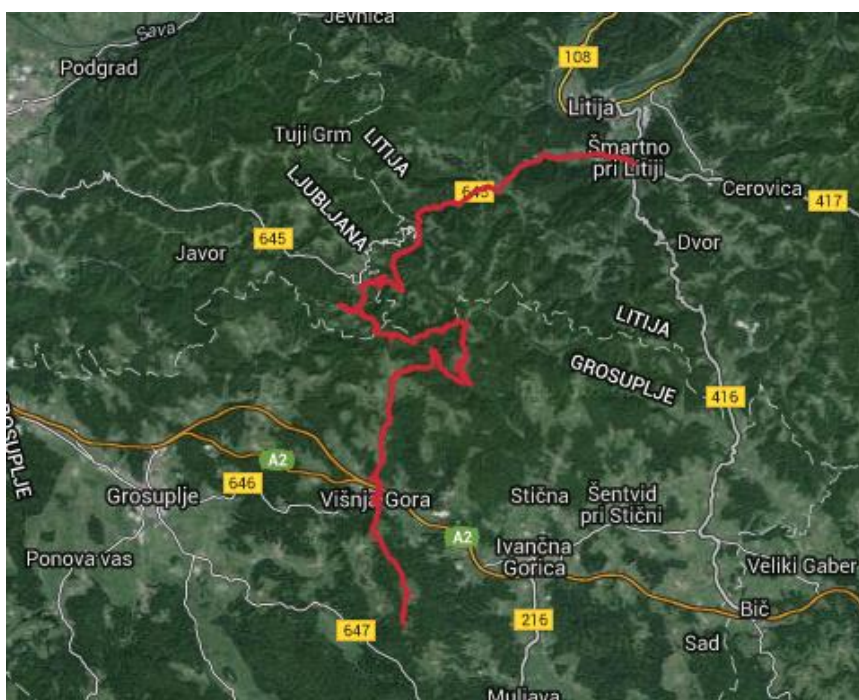 Jevnica
Sava
Podgrad
108
Litija
Tuji Grm
LITIJA
Šmartno
pri Litiji
LJUBLJANA
Cerovica
417
645
Javor
Dvor
LITIJA
GROSUPLJE
416
GROSUPLJE
A2
646
Grosuplje
Višnja Gora
Stična
Šentvid
pri Stični
A2
Ivančna
Gorica
Ponova vas
Veliki Gaber
Bič
647
216
Sad
Muljava